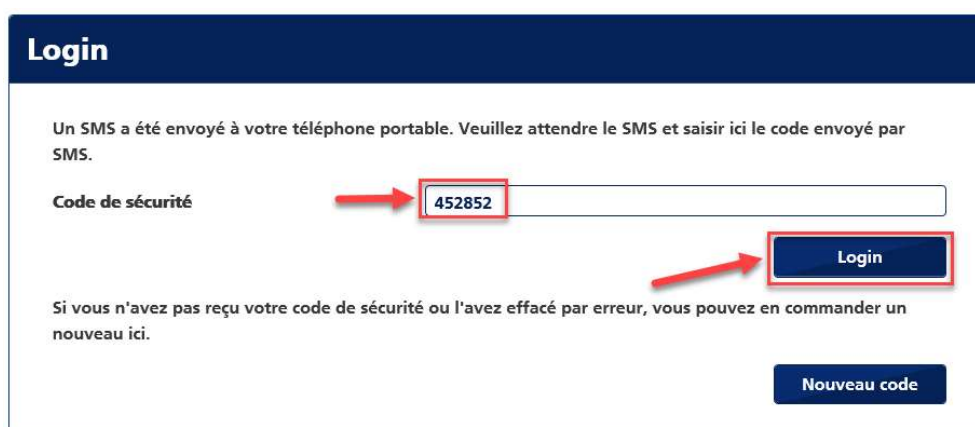 Login
Un SMS a été envoyé à votre téléphone portable. Veuillez attendre le SMS et saisir ici le code envoyé par
SMS.
Code de sécurité
452852
Login
Si vous n'avez pas reçu votre code de sécurité ou l'avez effacé par erreur, vous pouvez en commander un
nouveau ici.
Nouveau code